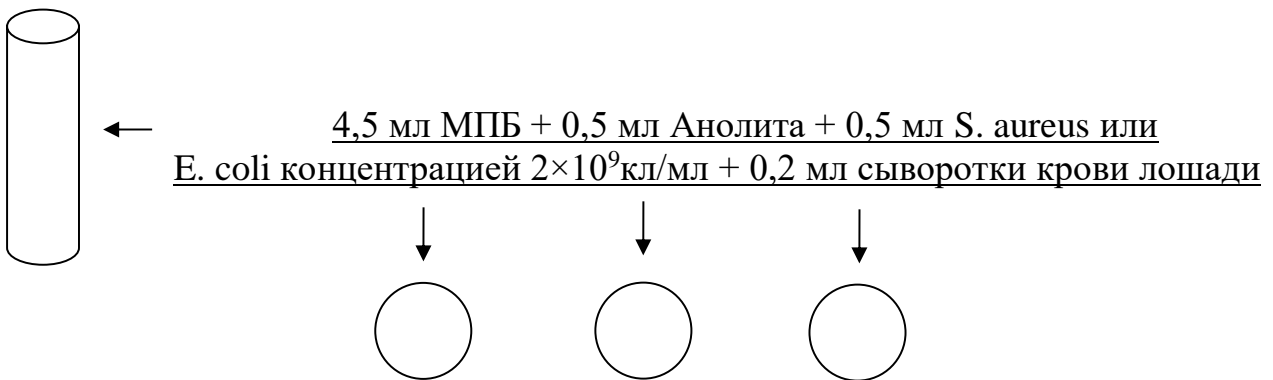 4,5 мл МПБ + 0,5 мл Анолита + 0,5 мл S. aureus или
E. coli концентрацией 2×10⁹кл/мл + 0,2 мл сыворотки крови лошади